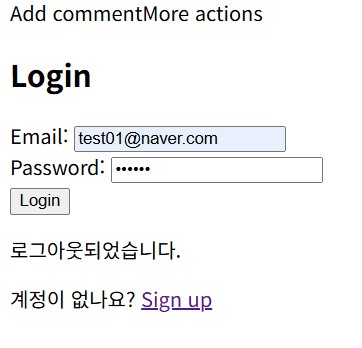 Add commentMore actions
Login
Email: test01@naver.com
Password: ••••••
Login
로그아웃되었습니다.
계정이 없나요? Sign up